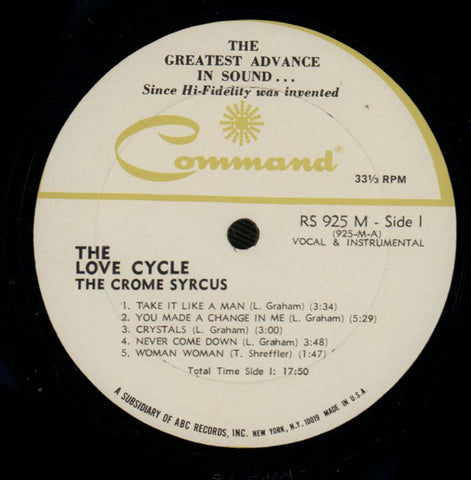 THE
GREATEST ADVANCE
IN SOUND...
Since Hi-Fidelity was invented
Command®
33⅓ RPM
RS 925 M - Side I
(925-M-A)
VOCAL & INSTRUMENTAL
THE
LOVE CYCLE
THE CROME SYRCUS
1. TAKE IT LIKE A MAN (L. Graham) (3:34)
2. YOU MADE A CHANGE IN ME (L. Graham) (5:29)
3. CRYSTALS (L. Graham) (3:00)
4. NEVER COME DOWN (L. Graham) 3:48)
5. WOMAN WOMAN (T. Shreffler) (1:47)
Total Time Side I: 17:50
A SUBSIDIARY OF ABC RECORDS, INC. NEW YORK, N.Y. 10019 MADE IN U.S.A.